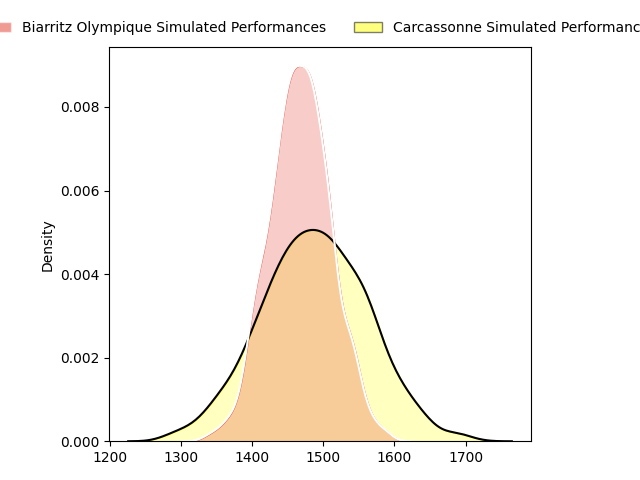 Biarritz Olympique Simulated Performances
Carcassonne Simulated Performanc
Density
0.008
0.006
0.004
0.002
0.000
1200 1300 1400 1500 1600 1700